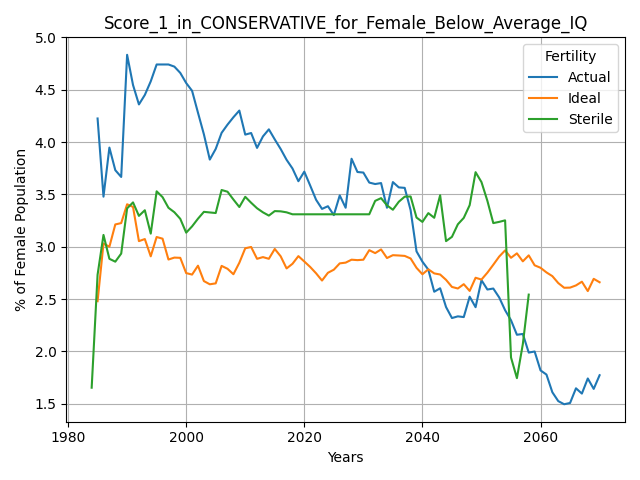 Score_1_in_CONSERVATIVE_for_Female_Below_Average_IQ
Fertility
Actual
Ideal
Sterile
% of Female Population
5.0
4.5
4.0
3.5
3.0
2.5
2.0
1.5
1980
2000
2020
2040
2060
Years